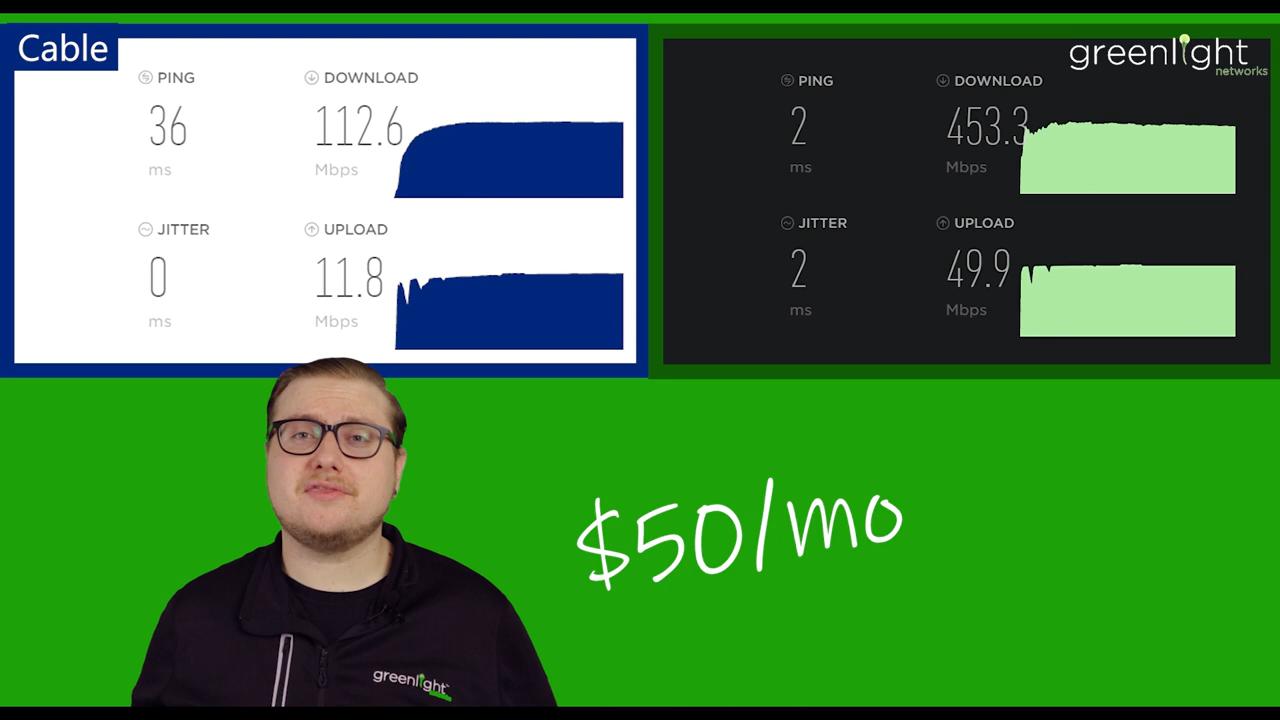 Cable
PING
DOWNLOAD
36
112.6
ms
Mbps
JITTER
UPLOAD
0
11.8
ms
Mbps
greenlight
networks
PING
DOWNLOAD
2
453.3
ms
Mbps
JITTER
UPLOAD
2
49.9
ms
Mbps
$50/mo
greenlight